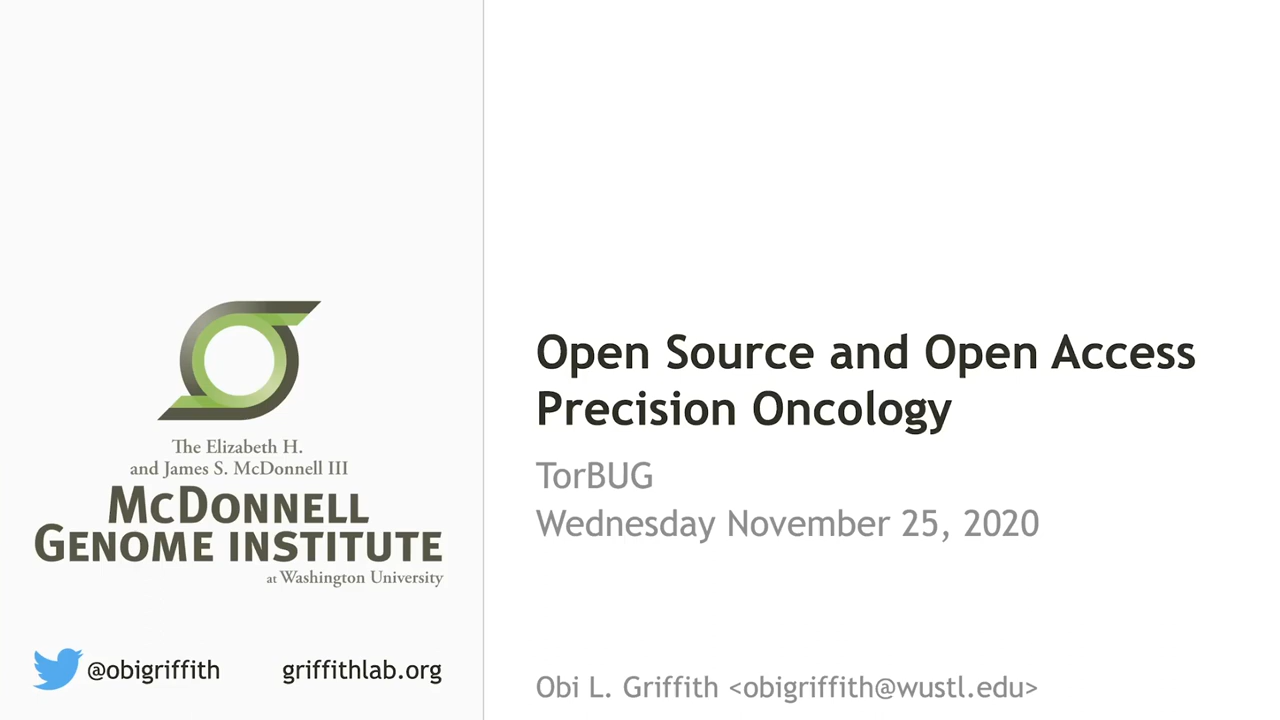 The Elizabeth H.
and James S. McDonnell III
McDonnell
Genome Institute
at Washington University
@obigriffith griffithlab.org
Open Source and Open Access
Precision Oncology
TorBUG
Wednesday November 25, 2020
Obi L. Griffith <obigriffith@wustl.edu>